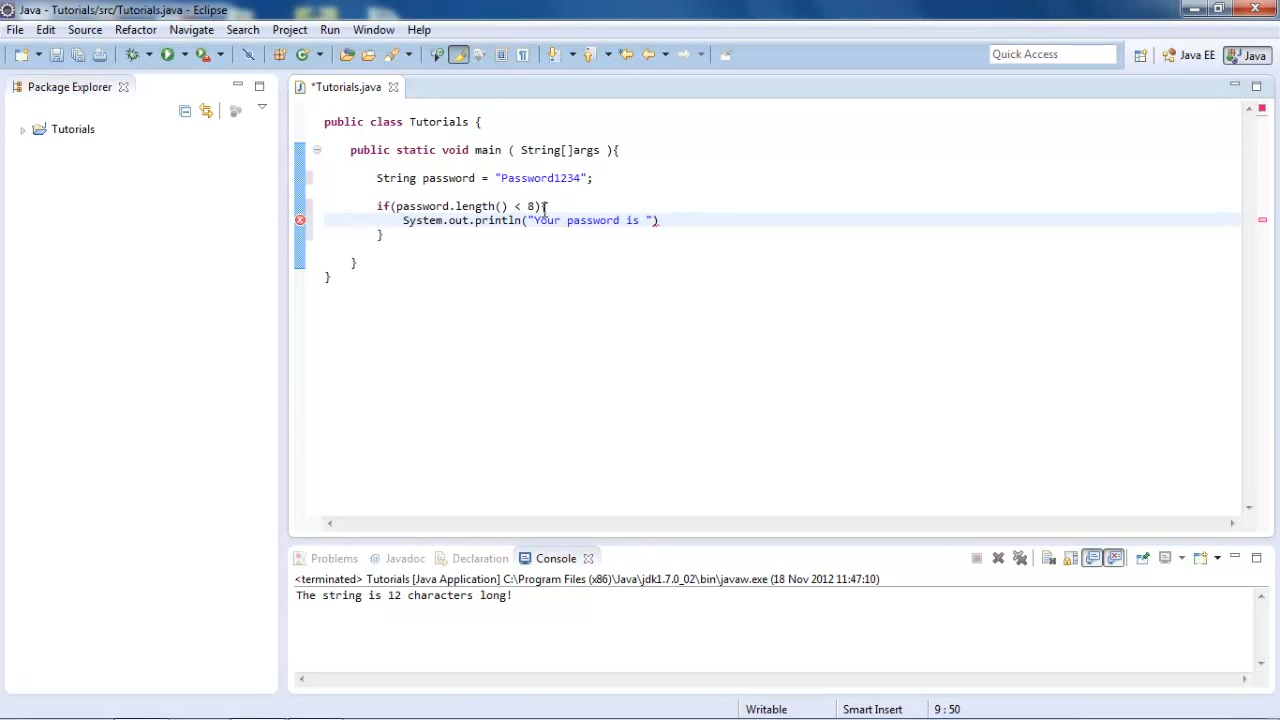 Java - Tutorials/src/Tutorials.java - Eclipse
File Edit Source Refactor Navigate Search Project Run Window Help
Quick Access Java EE Java
Package Explorer
*Tutorials.java
Tutorials
public class Tutorials {
public static void main ( String[]args ){
String password = "Password1234";
if(password.length() < 8){
System.out.println("Your password is ")
}
}
}
Problems @ Javadoc Declaration Console
<terminated> Tutorials [Java Application] C:\Program Files (x86)\Java\jdk1.7.0_02\bin\javaw.exe (18 Nov 2012 11:47:10)
The string is 12 characters long!
Writable Smart Insert 9 : 50